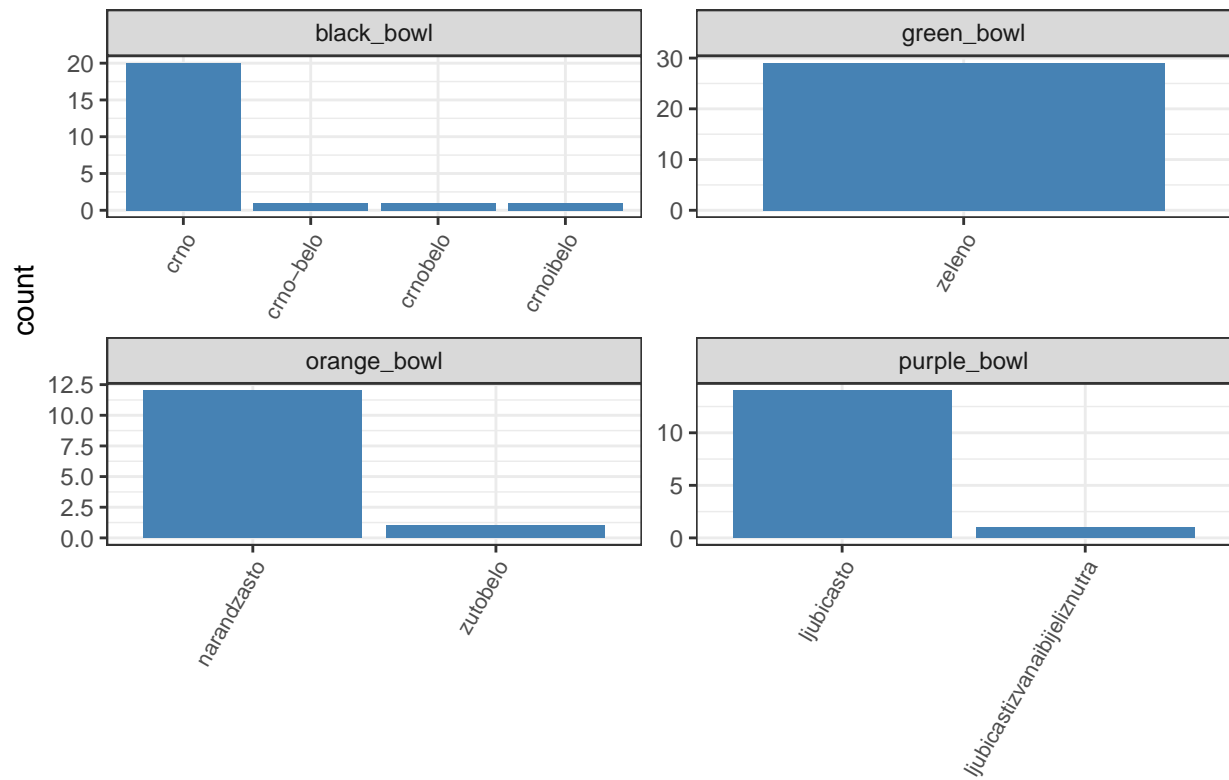 black_bowl
green_bowl
20
15
10
5
0
30
20
10
0
crno
crno−belo
crnobelo
crnoibelo
zeleno
count
orange_bowl
purple_bowl
12.5
10.0
7.5
5.0
2.5
0.0
10
5
0
narandzasto
zutobelo
ljubicasto
ljubicastizvanaibijeliznutra